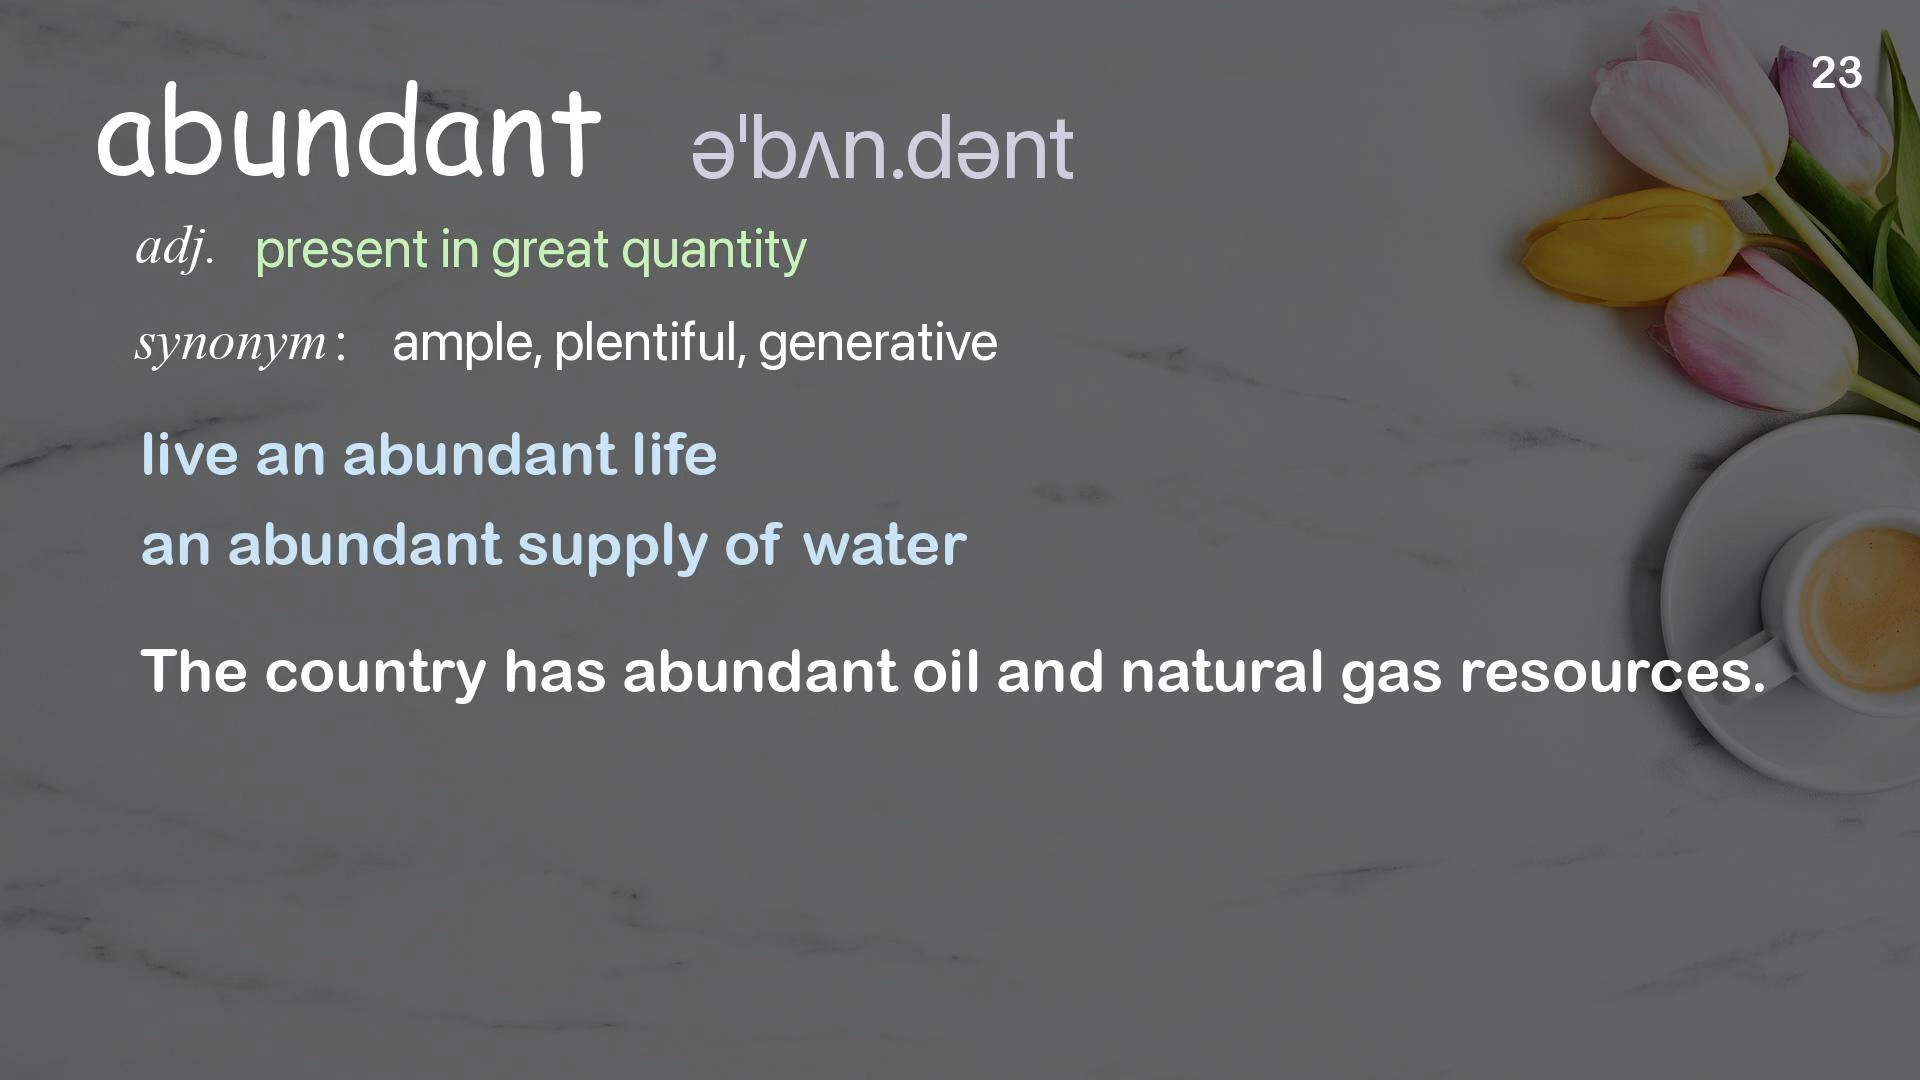 23
abundant əˈbʌn.dənt
adj. present in great quantity
synonym: ample, plentiful, generative
live an abundant life
an abundant supply of water
The country has abundant oil and natural gas resources.